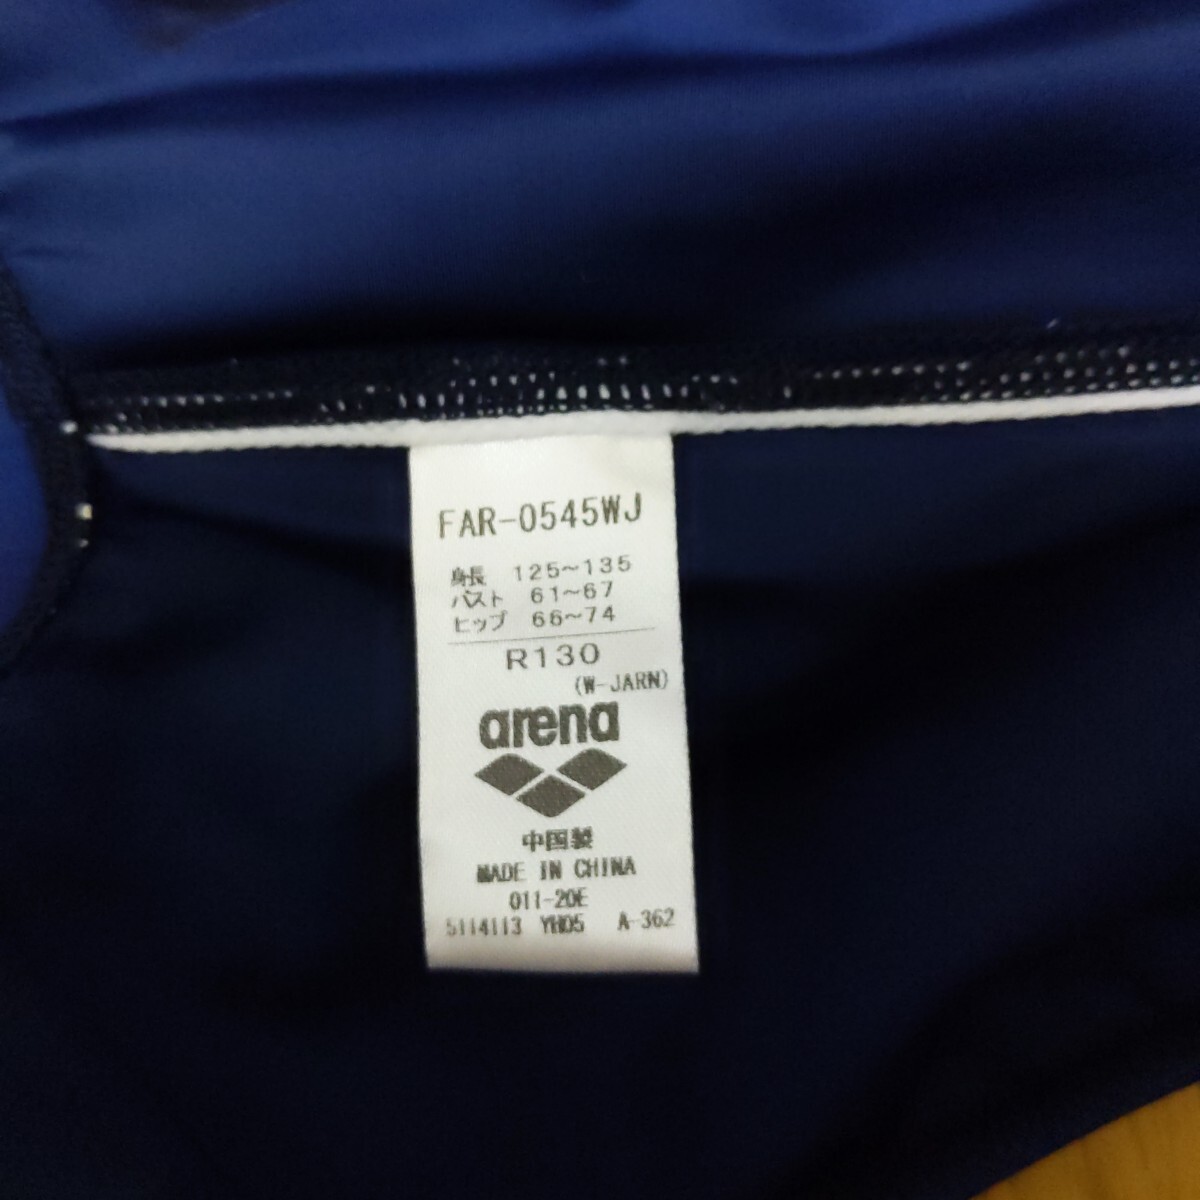 FAR-0545WJ
身長 125~135
バスト 61~67
ヒップ 66~74
R130
(W-JARN)
arena
中国製
MADE IN CHINA
011-20E
5114113 YH05 A-362